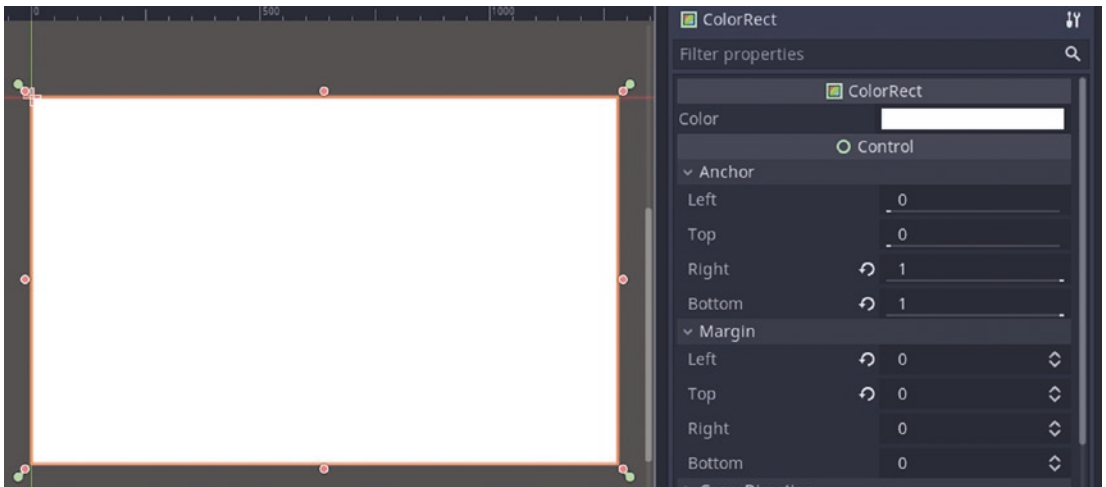 0 500 1000
ColorRect
Filter properties
ColorRect
Color
Control
Anchor
Left 0
Top 0
Right 1
Bottom 1
Margin
Left 0
Top 0
Right 0
Bottom 0